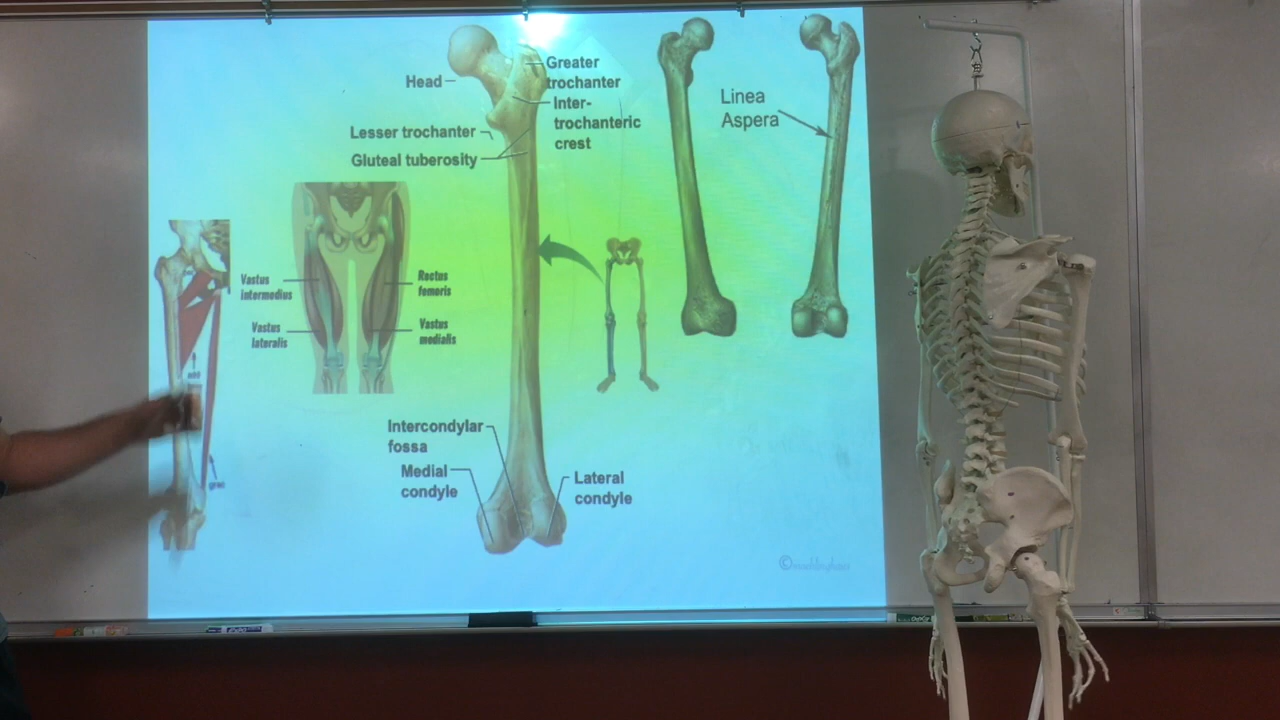 Head
Greater
trochanter
Inter-
trochanteric
crest
Lesser trochanter
Gluteal tuberosity
Linea
Aspera
Vastus
intermedius
Rectus
femoris
Vastus
lateralis
Vastus
medialis
Intercondylar
fossa
Medial
condyle
Lateral
condyle